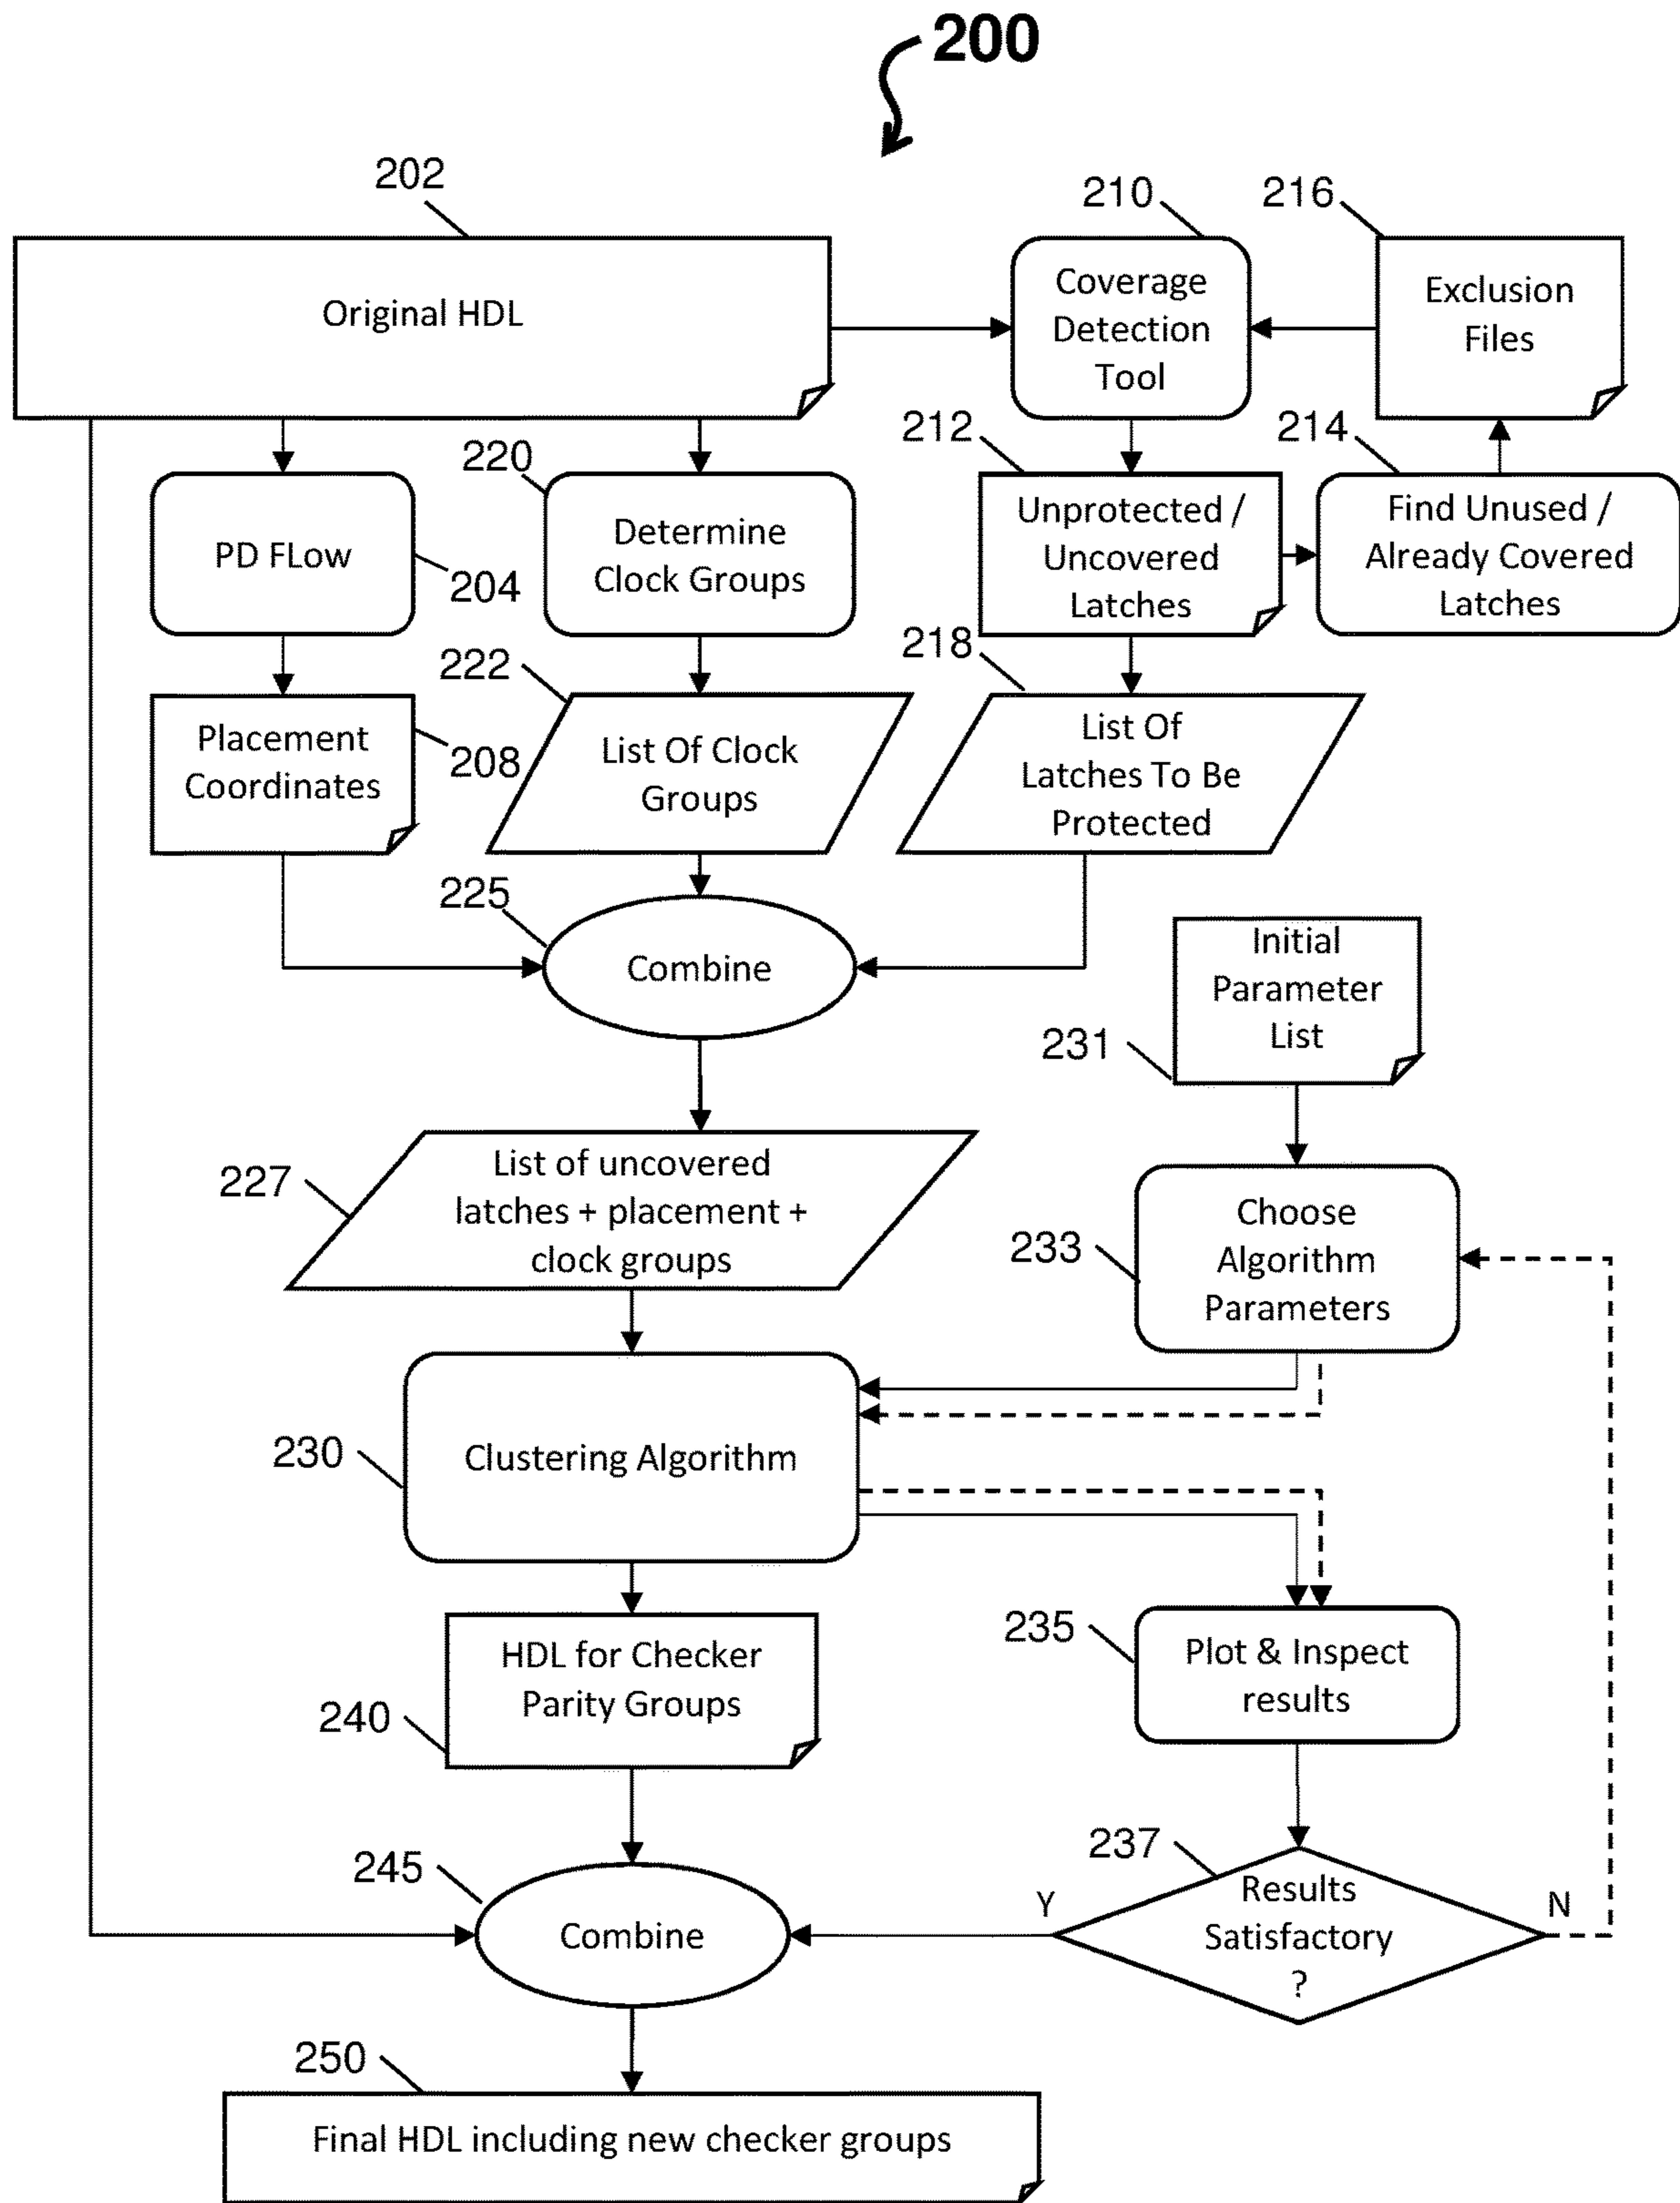 200
202
210
216
Original HDL
Coverage
Detection
Tool
Exclusion
Files
212
214
220
PD FLow
204
Determine
Clock Groups
Unprotected /
Uncovered
Latches
Find Unused /
Already Covered
Latches
222
218
Placement
Coordinates
208
List Of Clock
Groups
List Of
Latches To Be
Protected
225
Combine
Initial
Parameter
List
231
227
List of uncovered
latches + placement +
clock groups
233
Choose
Algorithm
Parameters
230
Clustering Algorithm
235
Plot & Inspect
results
HDL for Checker
Parity Groups
240
237
245
Combine
Y
Results
Satisfactory
?
N
250
Final HDL including new checker groups